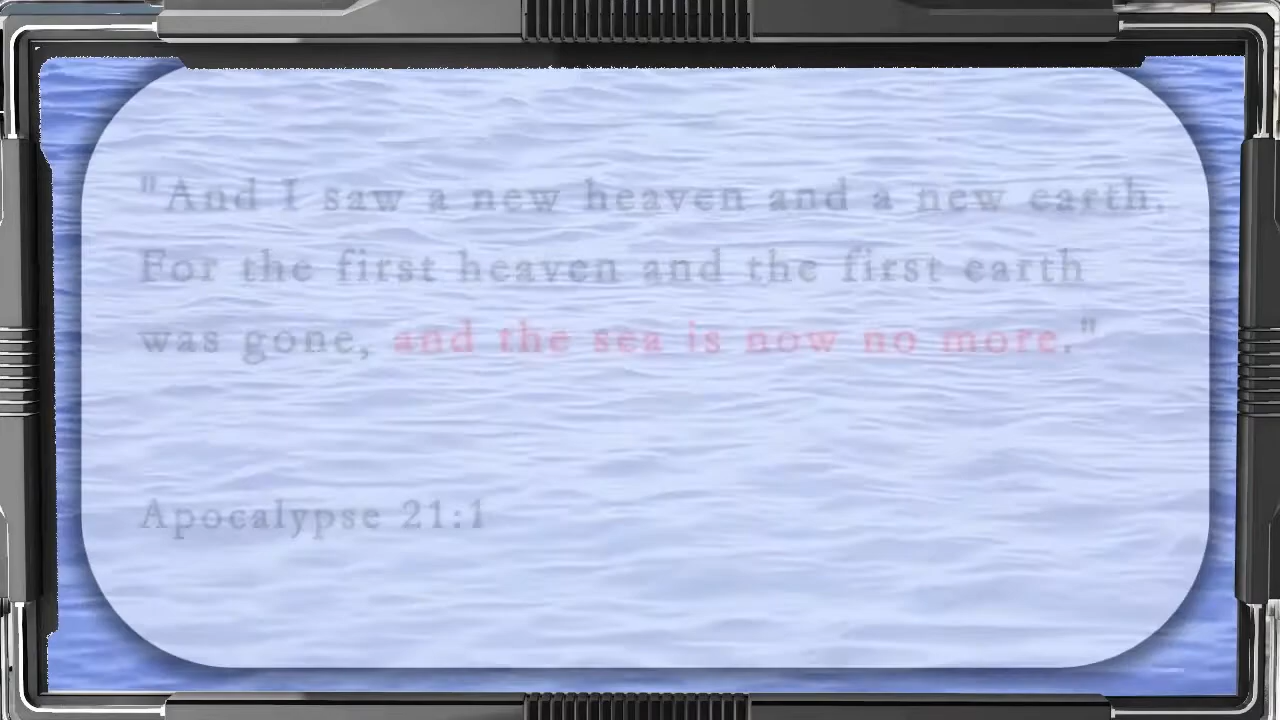 "And I saw a new heaven and a new earth.
For the first heaven and the first earth
was gone, and the sea is now no more."
Apocalypse 21:1